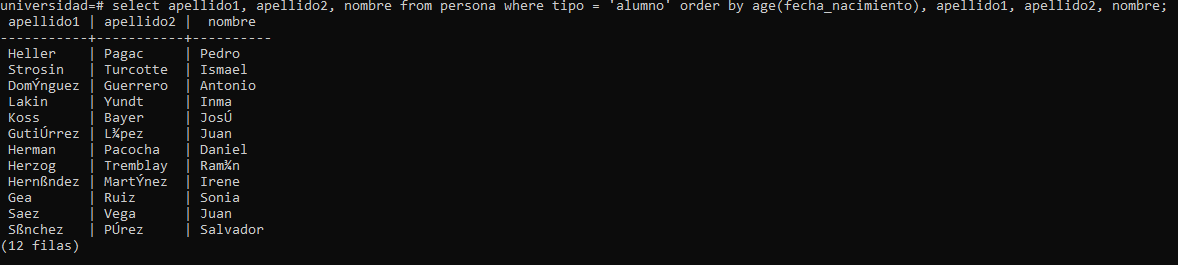 universidad=# select apellido1, apellido2, nombre from persona where tipo = 'alumno' order by age(fecha_nacimiento), apellido1, apellido2, nombre;
 apellido1 | apellido2 |  nombre
-----------+-----------+----------
 Heller    | Pagac     | Pedro
 Strosin   | Turcotte  | Ismael
 DomÝnguez | Guerrero  | Antonio
 Lakin     | Yundt     | Inma
 Koss      | Bayer     | JosÚ
 GutiÚrrez | L¾pez     | Juan
 Herman    | Pacocha   | Daniel
 Herzog    | Tremblay  | Ram¾n
 Hernßndez | MartÝnez  | Irene
 Gea       | Ruiz      | Sonia
 Saez      | Vega      | Juan
 Sßnchez   | PÚrez     | Salvador
(12 filas)